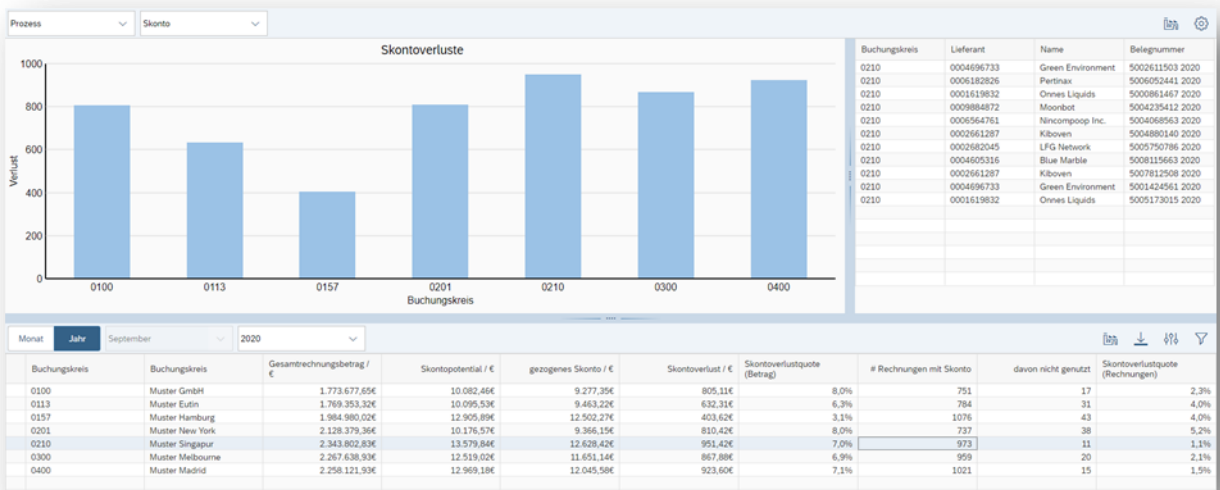 Prozess Skonto
Skontoverluste
Verlust
1000
800
600
400
200
0
0100 0113 0157 0201 0210 0300 0400
Buchungskreis
Buchungskreis Lieferant Name Belegnummer
0210 0004696733 Green Environment 5002611503 2020
0210 0006182826 Pertinax 5006052441 2020
0210 0001619832 Onnes Liquids 5000861467 2020
0210 0009884872 Moonbot 5004235412 2020
0210 0006564761 Nincompoop Inc. 5004068563 2020
0210 0002661287 Kiboven 5004880140 2020
0210 0002682045 LFG Network 5005750786 2020
0210 0004605316 Blue Marble 5008115663 2020
0210 0002661287 Kiboven 5007812508 2020
0210 0004696733 Green Environment 5001424561 2020
0210 0001619832 Onnes Liquids 5005173015 2020
Monat Jahr September 2020
Buchungskreis Buchungskreis Gesamtrechnungsbetrag / € Skontopotential / € gezogenes Skonto / € Skontoverlust / € Skontoverlustquote (Betrag) # Rechnungen mit Skonto davon nicht genutzt Skontoverlustquote (Rechnungen)
0100 Muster GmbH 1.773.677,65€ 10.082,46€ 9.277,35€ 805,11€ 8,0% 751 17 2,3%
0113 Muster Eutin 1.769.353,32€ 10.095,53€ 9.463,22€ 632,31€ 6,3% 784 31 4,0%
0157 Muster Hamburg 1.984.980,02€ 12.905,89€ 12.502,27€ 403,62€ 3,1% 1076 43 4,0%
0201 Muster New York 2.128.379,36€ 10.176,57€ 9.366,15€ 810,42€ 8,0% 737 38 5,2%
0210 Muster Singapur 2.343.802,83€ 13.579,84€ 12.628,42€ 951,42€ 7,0% 973 11 1,1%
0300 Muster Melbourne 2.267.638,93€ 12.519,02€ 11.651,14€ 867,88€ 6,9% 959 20 2,1%
0400 Muster Madrid 2.258.121,93€ 12.969,18€ 12.045,58€ 923,60€ 7,1% 1021 15 1,5%